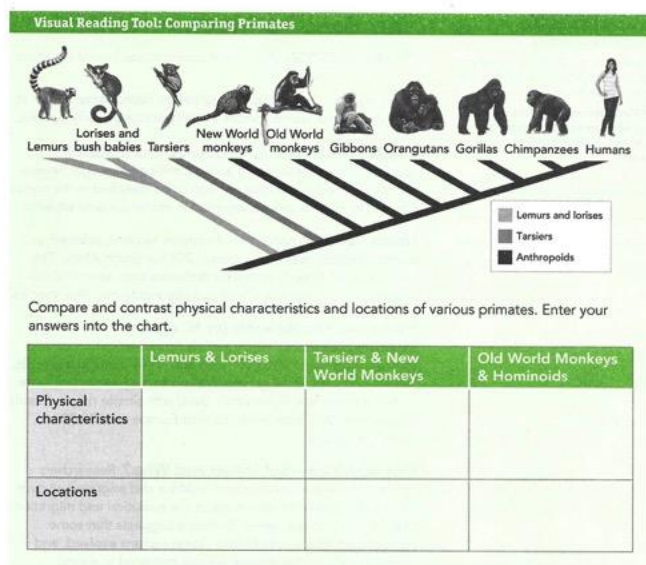 Visual Reading Tool: Comparing Primates
Lemurs
Lorises and
bush babies
Tarsiers
New World
monkeys
Old World
monkeys
Gibbons
Orangutans
Gorillas
Chimpanzees
Humans
Lemurs and lorises
Tarsiers
Anthropoids
Compare and contrast physical characteristics and locations of various primates. Enter your
answers into the chart.
Lemurs & Lorises
Tarsiers & New
World Monkeys
Old World Monkeys
& Hominoids
Physical
characteristics
Locations